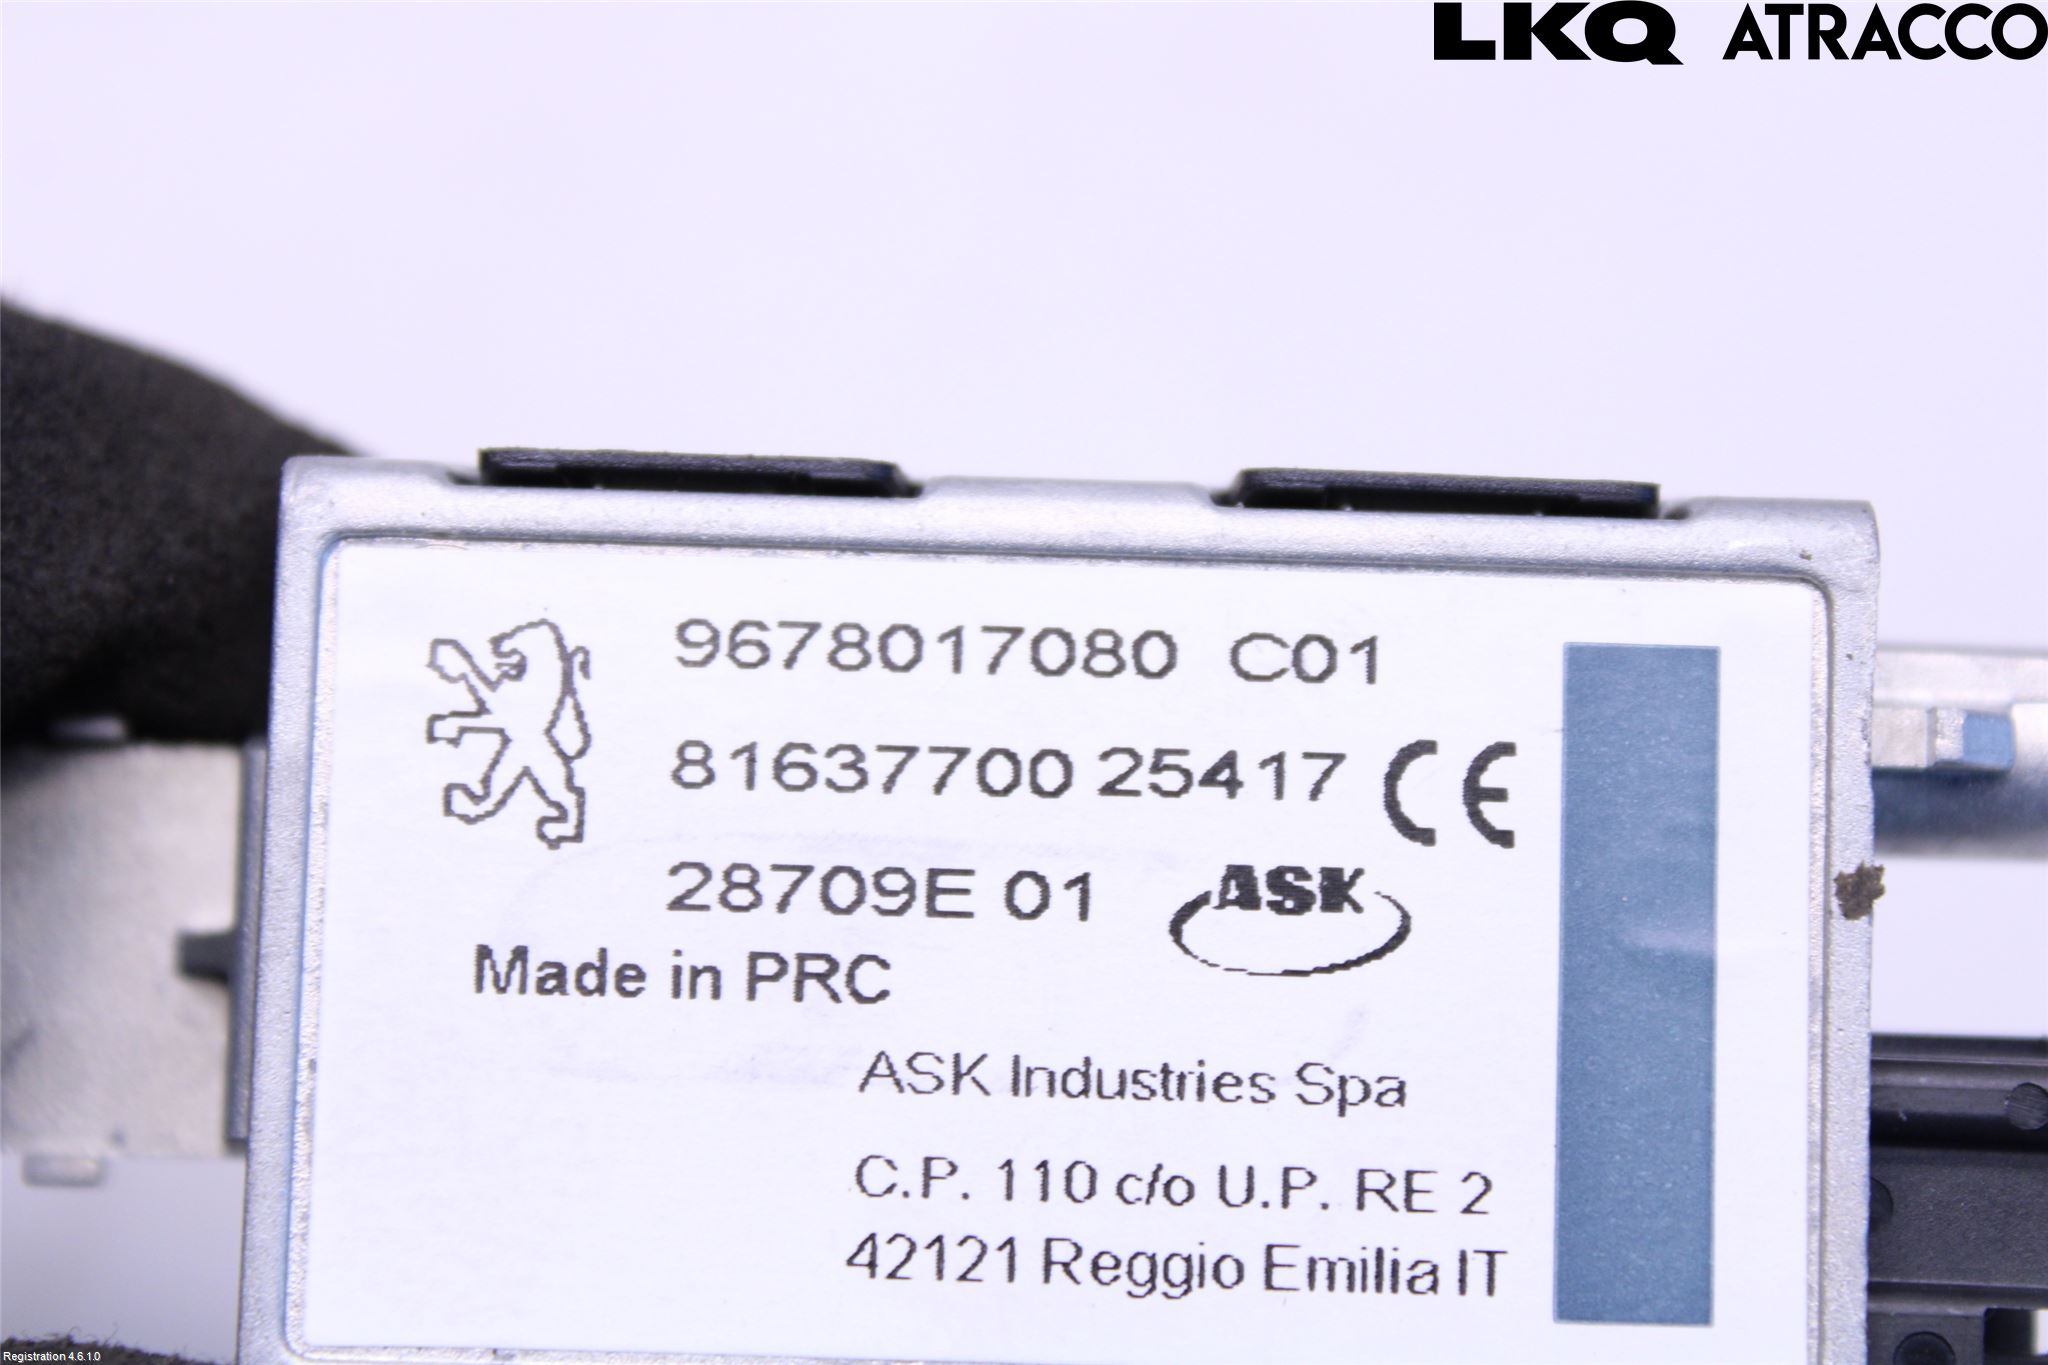 LKQ ATRACCO
9678017080 C01
81637700 25417 CE
28709E 01 ASK
Made in PRC
ASK Industries Spa
C.P. 110 c/o U.P. RE 2
42121 Reggio Emilia IT
Registration 4.6.1.0